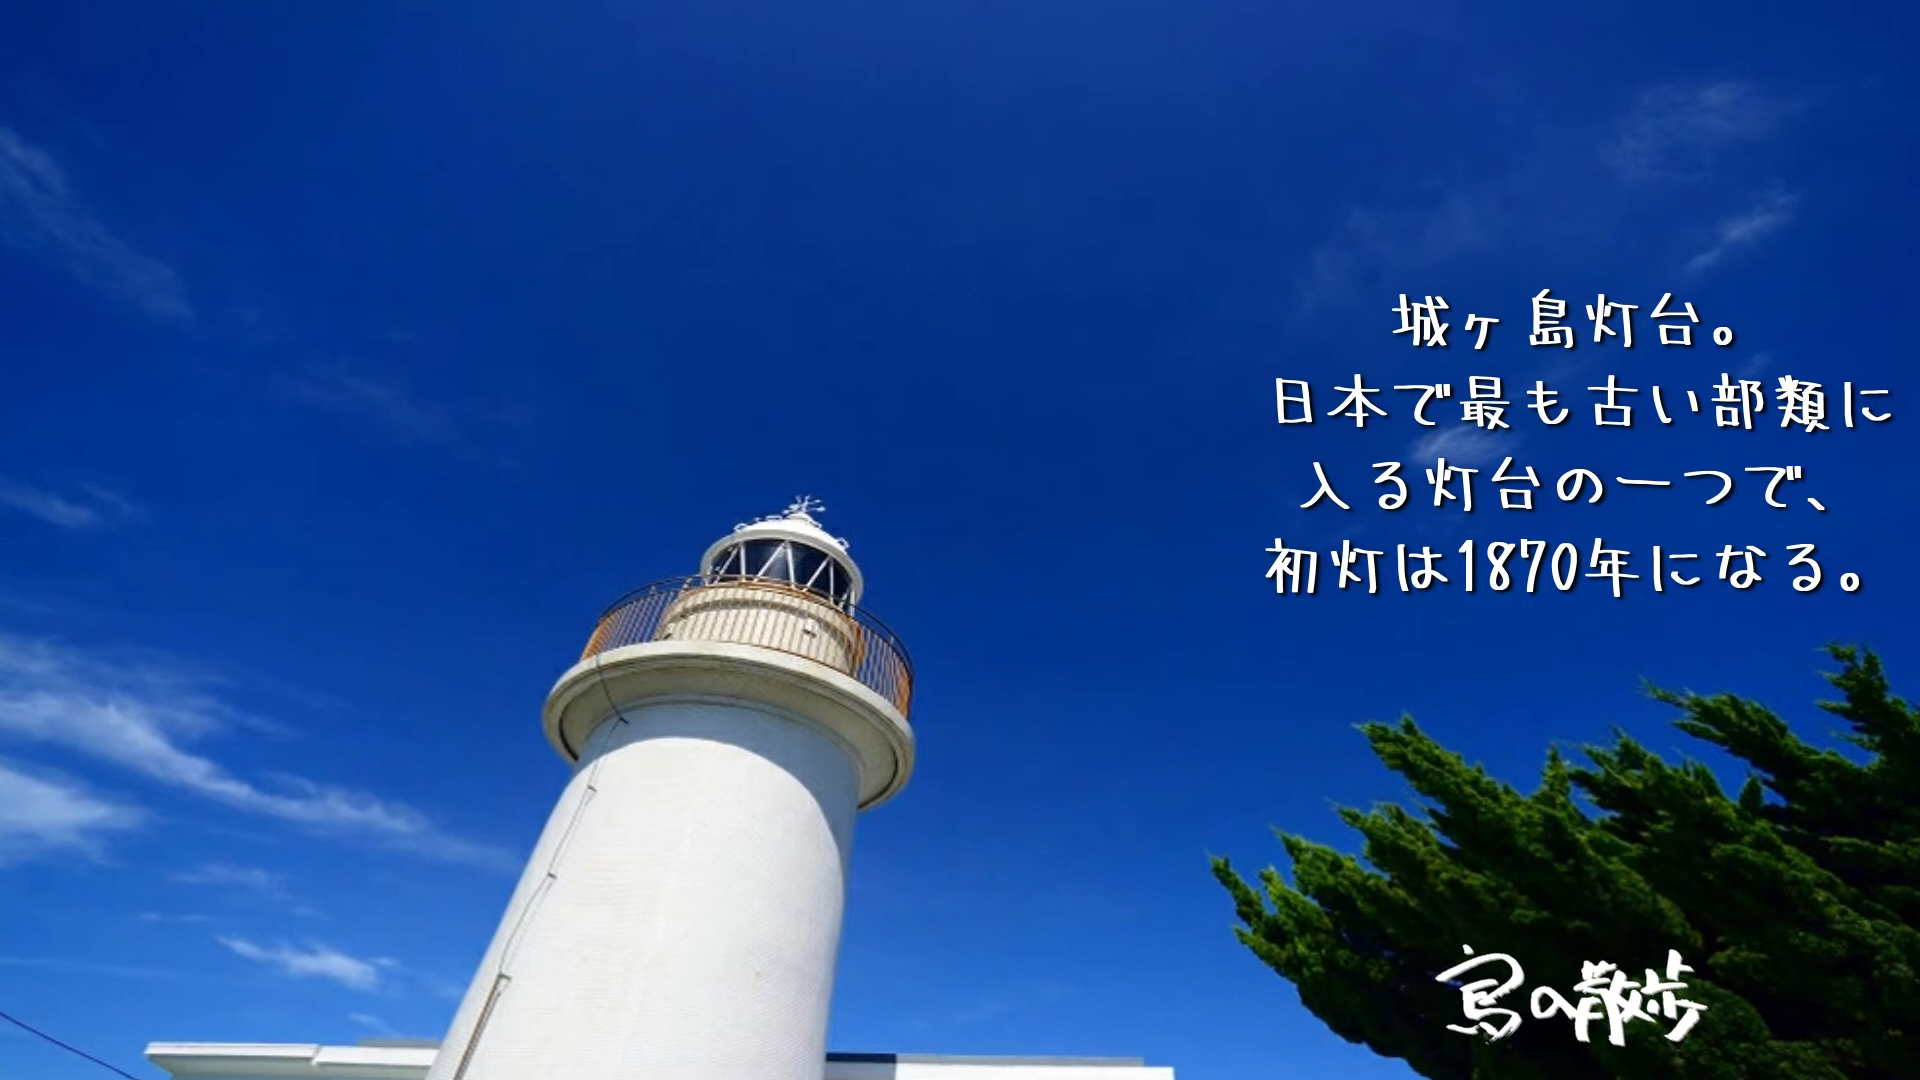 城ヶ島灯台。
日本で最も古い部類に
入る灯台の一つで、
初灯は1870年になる。
の散歩